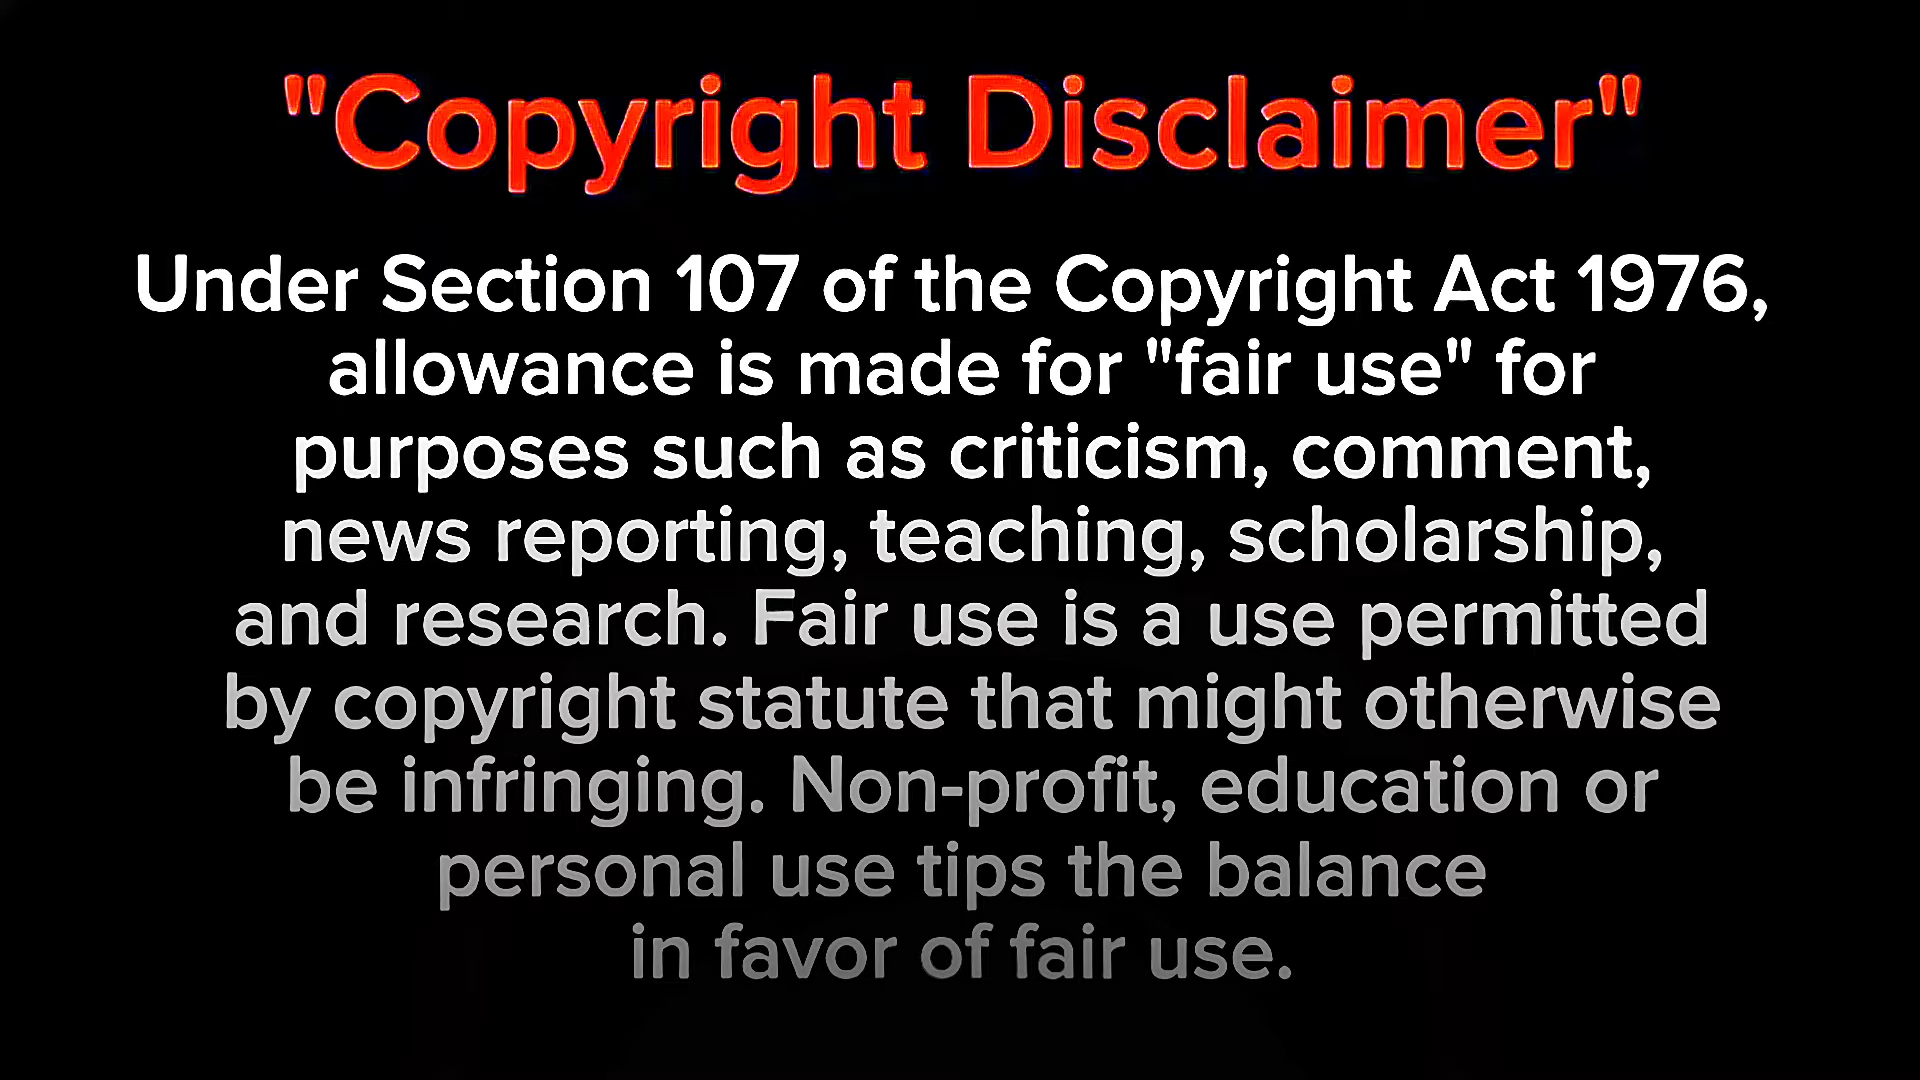 "Copyright Disclaimer"
Under Section 107 of the Copyright Act 1976,
allowance is made for "fair use" for
purposes such as criticism, comment,
news reporting, teaching, scholarship,
and research. Fair use is a use permitted
by copyright statute that might otherwise
be infringing. Non-profit, education or
personal use tips the balance
in favor of fair use.